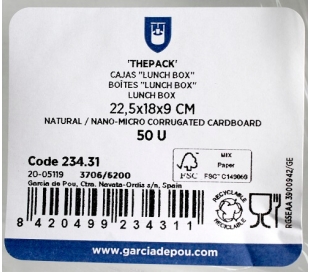 'THEPACK'
CAJAS "LUNCH BOX"
BOÎTES "LUNCH BOX"
LUNCH BOX
22,5x18x9 CM
NATURAL / NANO-MICRO CORRUGATED CARDBOARD
50 U
Code 234.31
20-05119 3706/6200
Garcia de Pou, Ctra. Navata-Ordis s/n, Spain
FSC
MIX
Paper
FSC® C149069
8 420499 234311
RECYCLABLE
RECYCLABLE
RGSEAA 3900942/GE
www.garciadepou.com